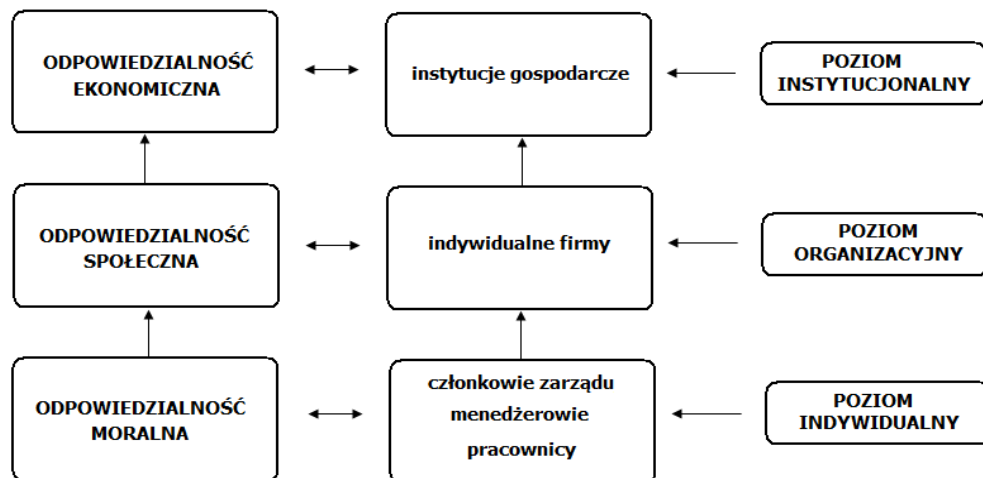 ODPOWIEDZIALNOŚĆ
EKONOMICZNA
instytucje gospodarcze
POZIOM
INSTYTUCJONALNY
ODPOWIEDZIALNOŚĆ
SPOŁECZNA
indywidualne firmy
POZIOM
ORGANIZACYJNY
ODPOWIEDZIALNOŚĆ
MORALNA
członkowie zarządu
menedżerowie
pracownicy
POZIOM
INDYWIDUALNY